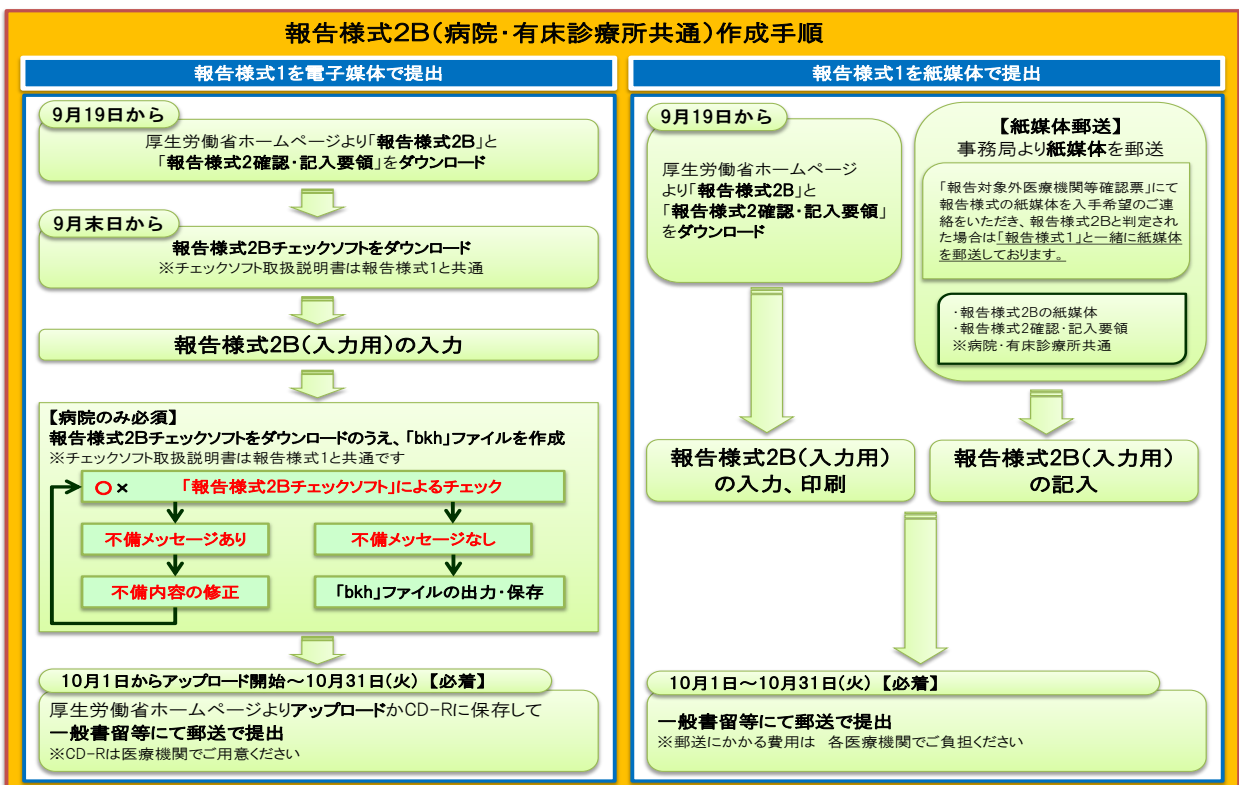 報告様式2B(病院・有床診療所共通)作成手順
報告様式1を電子媒体で提出
9月19日から
厚生労働省ホームページより「報告様式2B」と
「報告様式2確認・記入要領」をダウンロード
9月末日から
報告様式2Bチェックソフトをダウンロード
※チェックソフト取扱説明書は報告様式1と共通
報告様式2B(入力用)の入力
【病院のみ必須】
報告様式2Bチェックソフトをダウンロードのうえ、「bkh」ファイルを作成
※チェックソフト取扱説明書は報告様式1と共通です
○× 「報告様式2Bチェックソフト」によるチェック
不備メッセージあり
不備メッセージなし
不備内容の修正
「bkh」ファイルの出力・保存
10月1日からアップロード開始～10月31日(火) 【必着】
厚生労働省ホームページよりアップロードかCD-Rに保存して
一般書留等にて郵送で提出
※CD-Rは医療機関でご用意ください
報告様式1を紙媒体で提出
9月19日から
厚生労働省ホームページ
より「報告様式2B」と
「報告様式2確認・記入要領」
をダウンロード
【紙媒体郵送】
事務局より紙媒体を郵送
「報告対象外医療機関等確認票」にて
報告様式の紙媒体を入手希望のご連
絡をいただき、報告様式2Bと判定され
た場合は「報告様式1」と一緒に紙媒体
を郵送しております。
・報告様式2Bの紙媒体
・報告様式2確認・記入要領
※病院・有床診療所共通
報告様式2B(入力用)
の入力、印刷
報告様式2B(入力用)
の記入
10月1日～10月31日(火) 【必着】
一般書留等にて郵送で提出
※郵送にかかる費用は 各医療機関でご負担ください